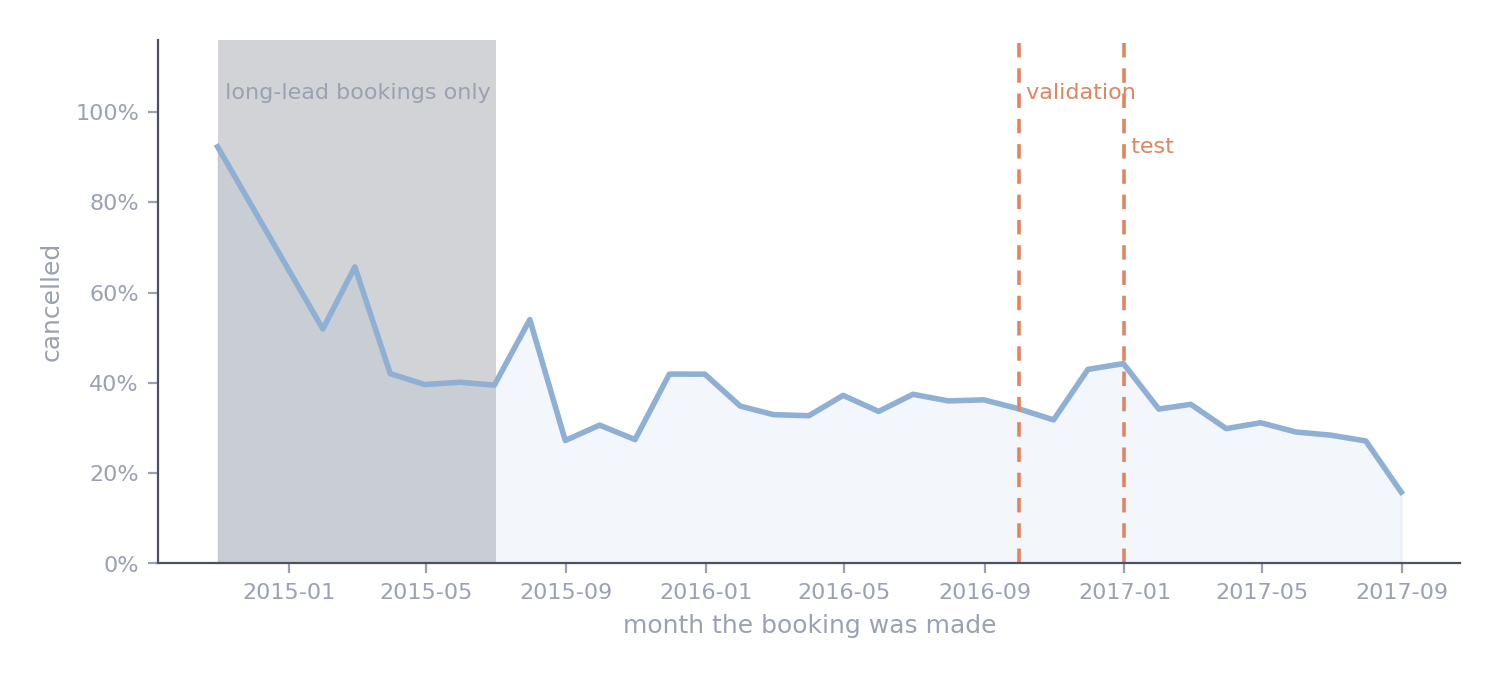 long-lead bookings only
validation
test
100%
80%
60%
40%
20%
0%
cancelled
2015-01 2015-05 2015-09 2016-01 2016-05 2016-09 2017-01 2017-05 2017-09
month the booking was made